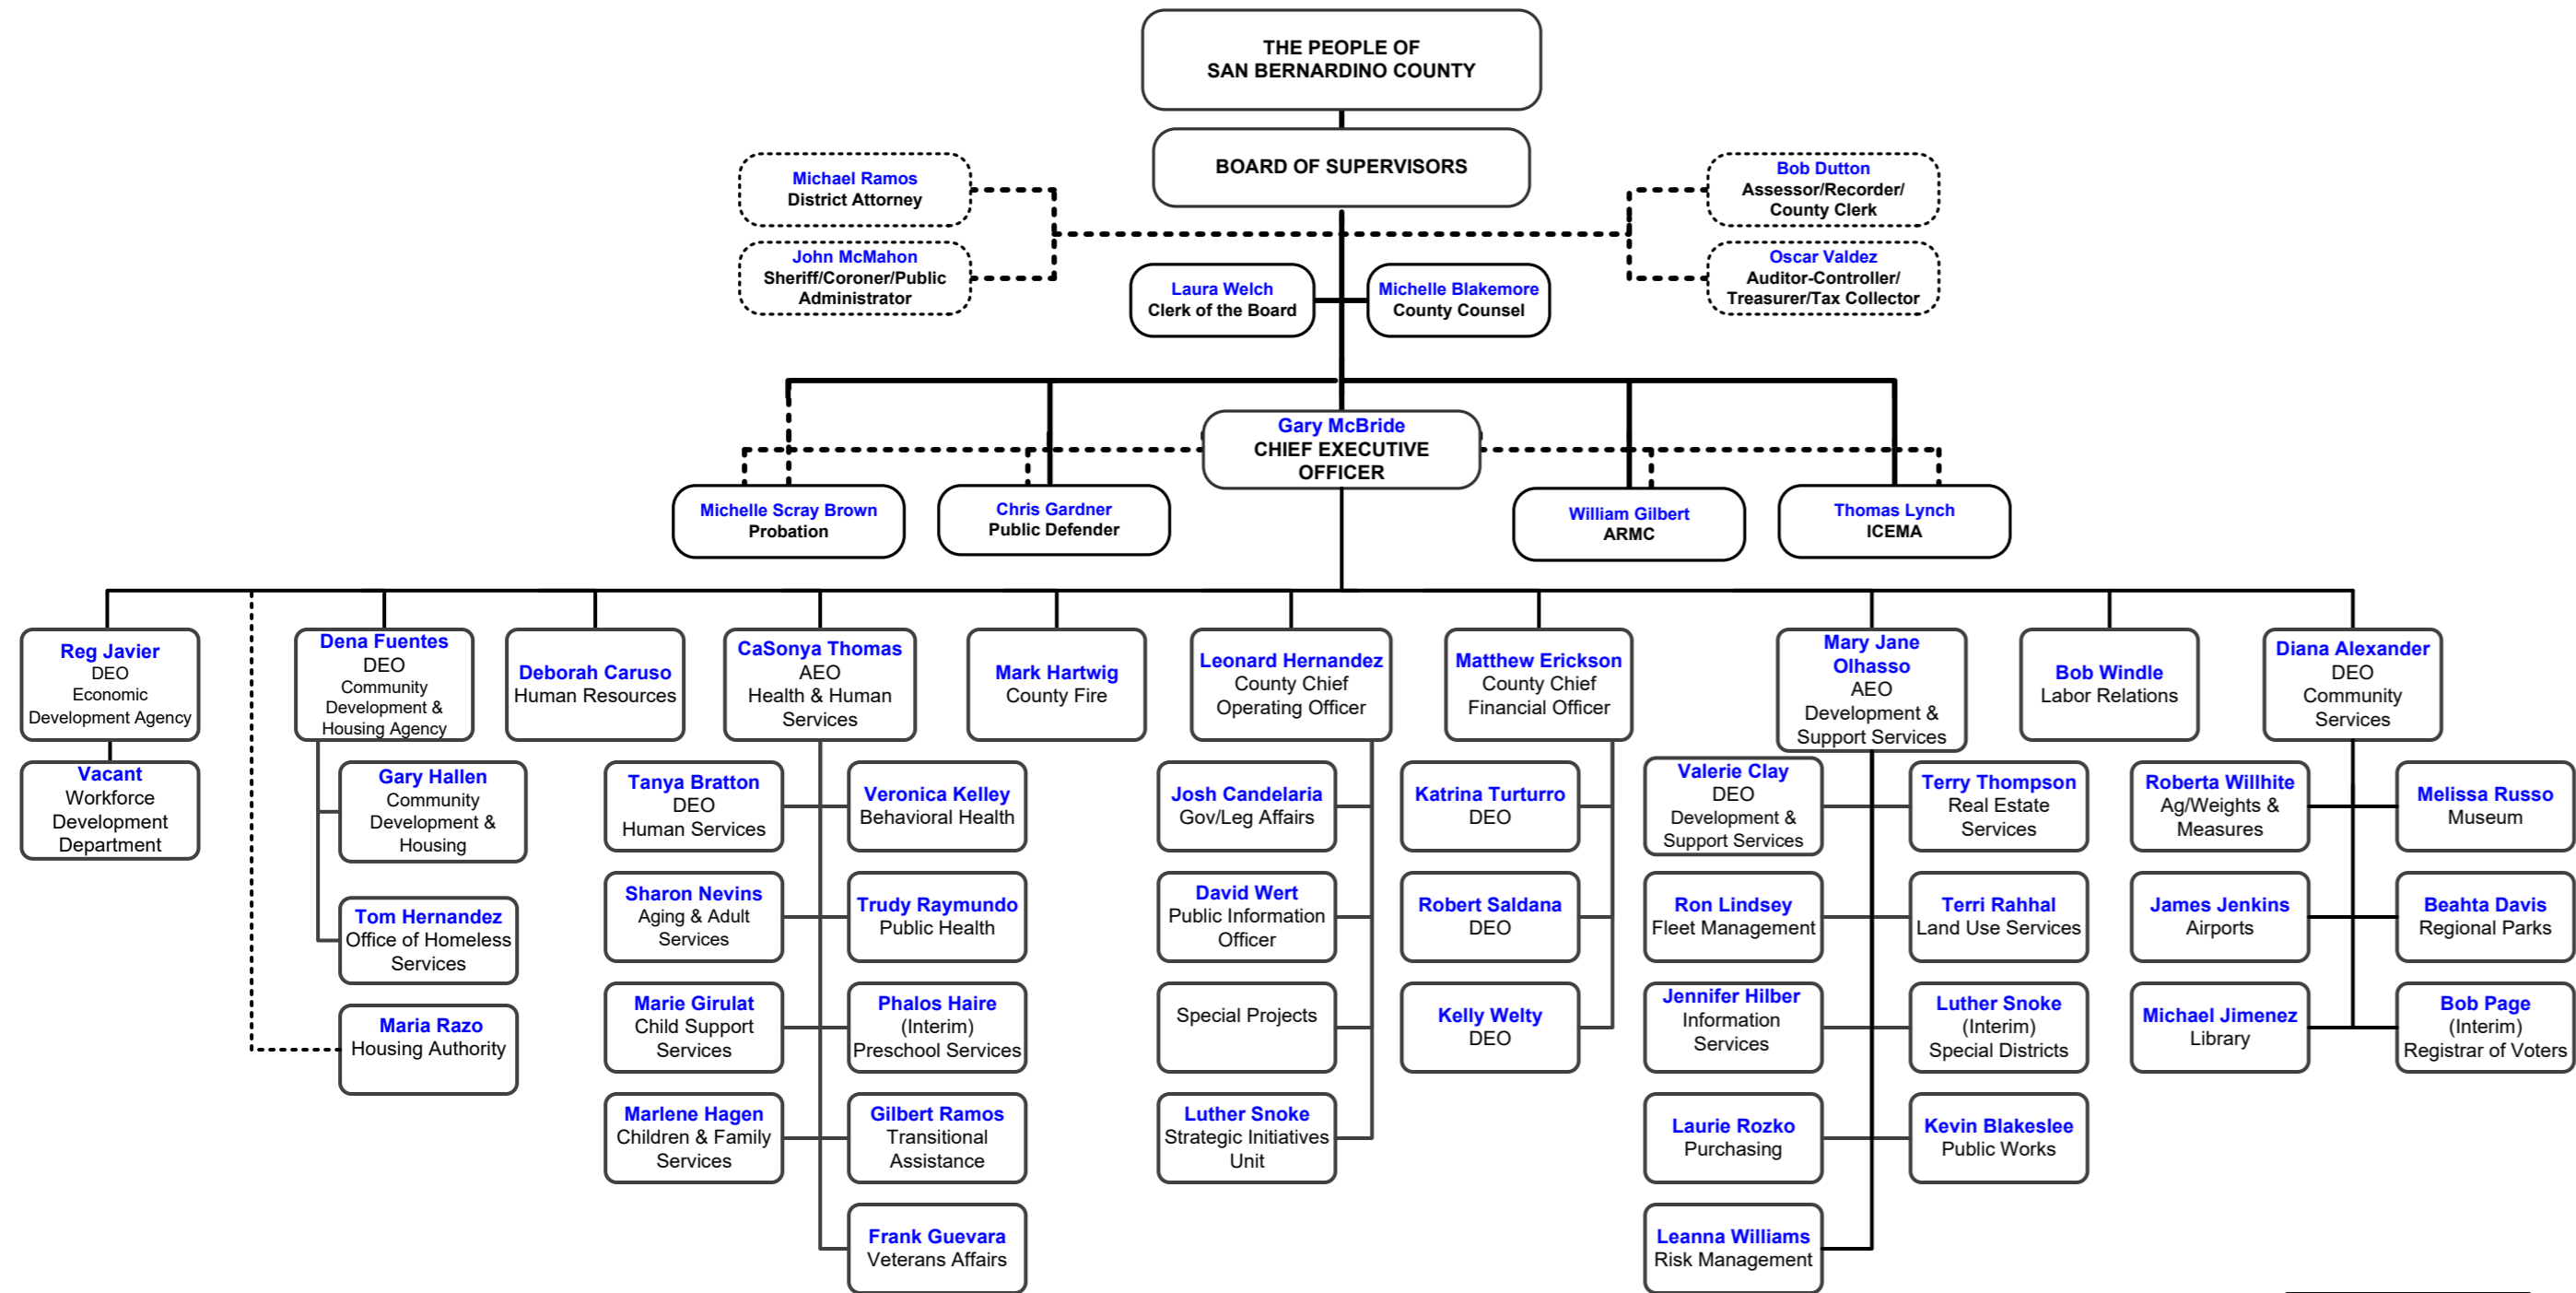 THE PEOPLE OF
SAN BERNARDINO COUNTY
BOARD OF SUPERVISORS
Michael Ramos
District Attorney
Bob Dutton
Assessor/Recorder/
County Clerk
John McMahon
Sheriff/Coroner/Public
Administrator
Oscar Valdez
Auditor-Controller/
Treasurer/Tax Collector
Laura Welch
Clerk of the Board
Michelle Blakemore
County Counsel
Gary McBride
CHIEF EXECUTIVE
OFFICER
Michelle Scray Brown
Probation
Chris Gardner
Public Defender
William Gilbert
ARMC
Thomas Lynch
ICEMA
Reg Javier
DEO
Economic
Development Agency
Dena Fuentes
DEO
Community
Development &
Housing Agency
Deborah Caruso
Human Resources
CaSonya Thomas
AEO
Health & Human
Services
Mark Hartwig
County Fire
Leonard Hernandez
County Chief
Operating Officer
Matthew Erickson
County Chief
Financial Officer
Mary Jane
Olhasso
AEO
Development &
Support Services
Bob Windle
Labor Relations
Diana Alexander
DEO
Community
Services
Vacant
Workforce
Development
Department
Gary Hallen
Community
Development &
Housing
Tom Hernandez
Office of Homeless
Services
Maria Razo
Housing Authority
Tanya Bratton
DEO
Human Services
Veronica Kelley
Behavioral Health
Sharon Nevins
Aging & Adult
Services
Trudy Raymundo
Public Health
Marie Girulat
Child Support
Services
Phalos Haire
(Interim)
Preschool Services
Marlene Hagen
Children & Family
Services
Gilbert Ramos
Transitional
Assistance
Frank Guevara
Veterans Affairs
Josh Candelaria
Gov/Leg Affairs
David Wert
Public Information
Officer
Special Projects
Luther Snoke
Strategic Initiatives
Unit
Katrina Turturro
DEO
Robert Saldana
DEO
Kelly Welty
DEO
Valerie Clay
DEO
Development &
Support Services
Terry Thompson
Real Estate
Services
Ron Lindsey
Fleet Management
Terri Rahhal
Land Use Services
Jennifer Hilber
Information
Services
Luther Snoke
(Interim)
Special Districts
Laurie Rozko
Purchasing
Kevin Blakeslee
Public Works
Leanna Williams
Risk Management
Roberta Willhite
Ag/Weights &
Measures
Melissa Russo
Museum
James Jenkins
Airports
Beahta Davis
Regional Parks
Michael Jimenez
Library
Bob Page
(Interim)
Registrar of Voters